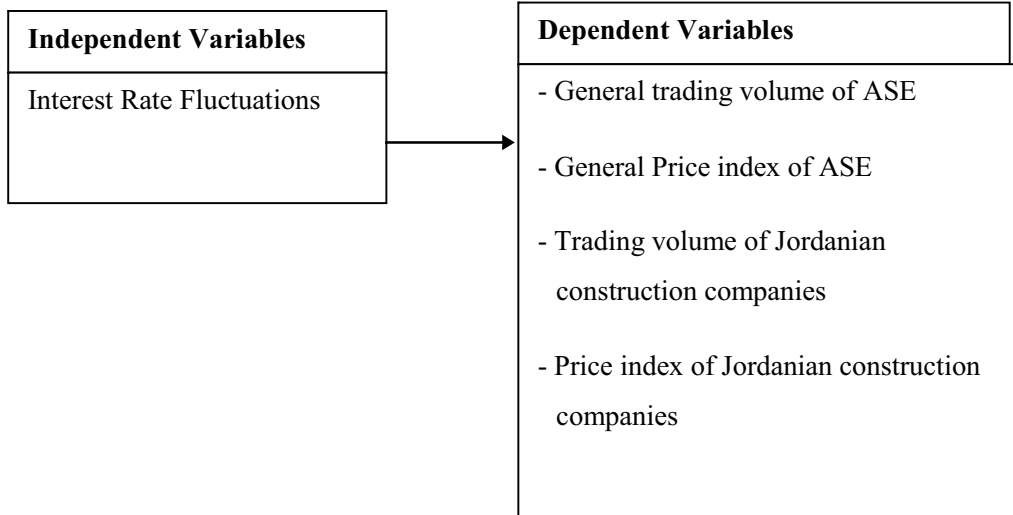 Independent Variables
Interest Rate Fluctuations
Dependent Variables
- General trading volume of ASE
- General Price index of ASE
- Trading volume of Jordanian
construction companies
- Price index of Jordanian construction
companies